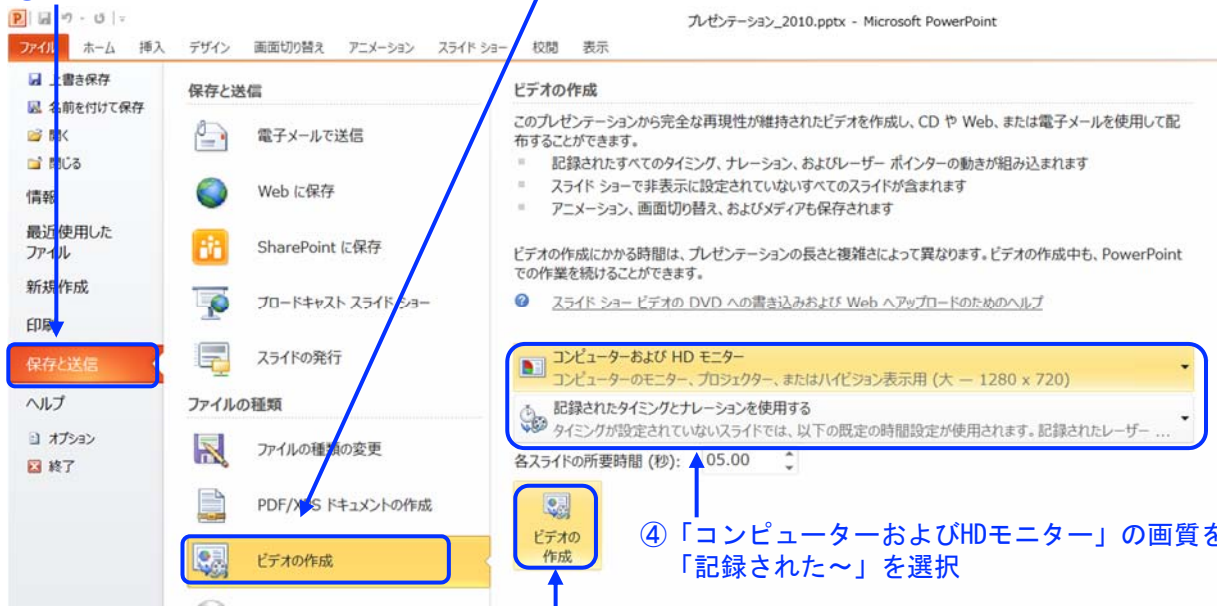 プレゼンテーション_2010.pptx - Microsoft PowerPoint
ファイル ホーム 挿入 デザイン 画面切り替え アニメーション スライド ショー 校閲 表示
上書き保存
名前を付けて保存
開く
閉じる
情報
最近使用した
ファイル
新規作成
印刷
保存と送信
ヘルプ
オプション
終了
保存と送信
電子メールで送信
Web に保存
SharePoint に保存
ブロードキャスト スライド ショー
スライドの発行
ファイルの種類
ファイルの種類の変更
PDF/XPS ドキュメントの作成
ビデオの作成
ビデオの作成
このプレゼンテーションから完全な再現性が維持されたビデオを作成し、CD や Web、または電子メールを使用して配
布することができます。
記録されたすべてのタイミング、ナレーション、およびレーザー ポインターの動きが組み込まれます
スライド ショーで非表示に設定されていないすべてのスライドが含まれます
アニメーション、画面切り替え、およびメディアも保存されます
ビデオの作成にかかる時間は、プレゼンテーションの長さと複雑さによって異なります。ビデオの作成中も、PowerPoint
での作業を続けることができます。
スライド ショー ビデオの DVD への書き込みおよび Web へアップロードのためのヘルプ
コンピューターおよび HD モニター
コンピューターのモニター、プロジェクター、またはハイビジョン表示用 (大 — 1280 x 720)
記録されたタイミングとナレーションを使用する
タイミングが設定されていないスライドでは、以下の既定の時間設定が使用されます。記録されたレーザー ...
各スライドの所要時間 (秒): 05.00
ビデオの
作成
④「コンピューターおよびHDモニター」の画質を
「記録された～」を選択